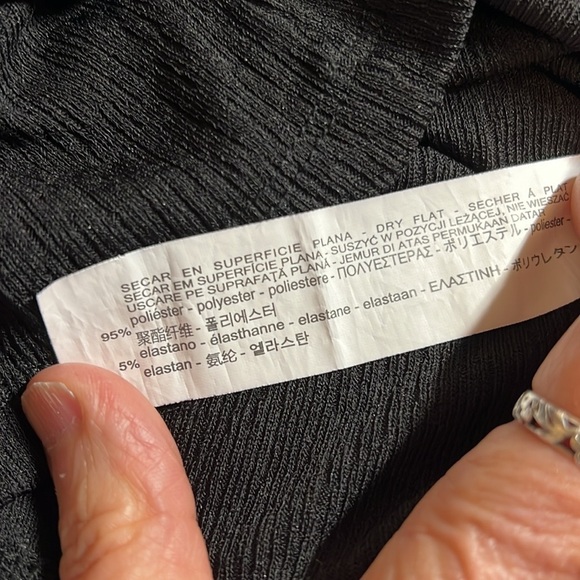 SECAR EN SUPERFICIE PLANA - DRY FLAT - SECHER À PLAT
SECAR EM SUPERFÍCIE PLANA, SUSZYĆ W POZYCJI LEŻĄCEJ, NIE WIESZAĆ
USCARE PE SUPRAFAȚĂ PLANĂ - JEMUR DI ATAS PERMUKAAN DATAR
poliéster - polyester - poliestere - ΠΟΛΥΕΣΤΕΡΑΣ - ポリエステル - poliester -
95% 聚酯纤维 - 폴리에스터
elastano - élasthanne - elastane - elastaan - ΕΛΑΣΤΙΝΗ - ポリウレタン
5% elastan - 氨纶 - 엘라스탄